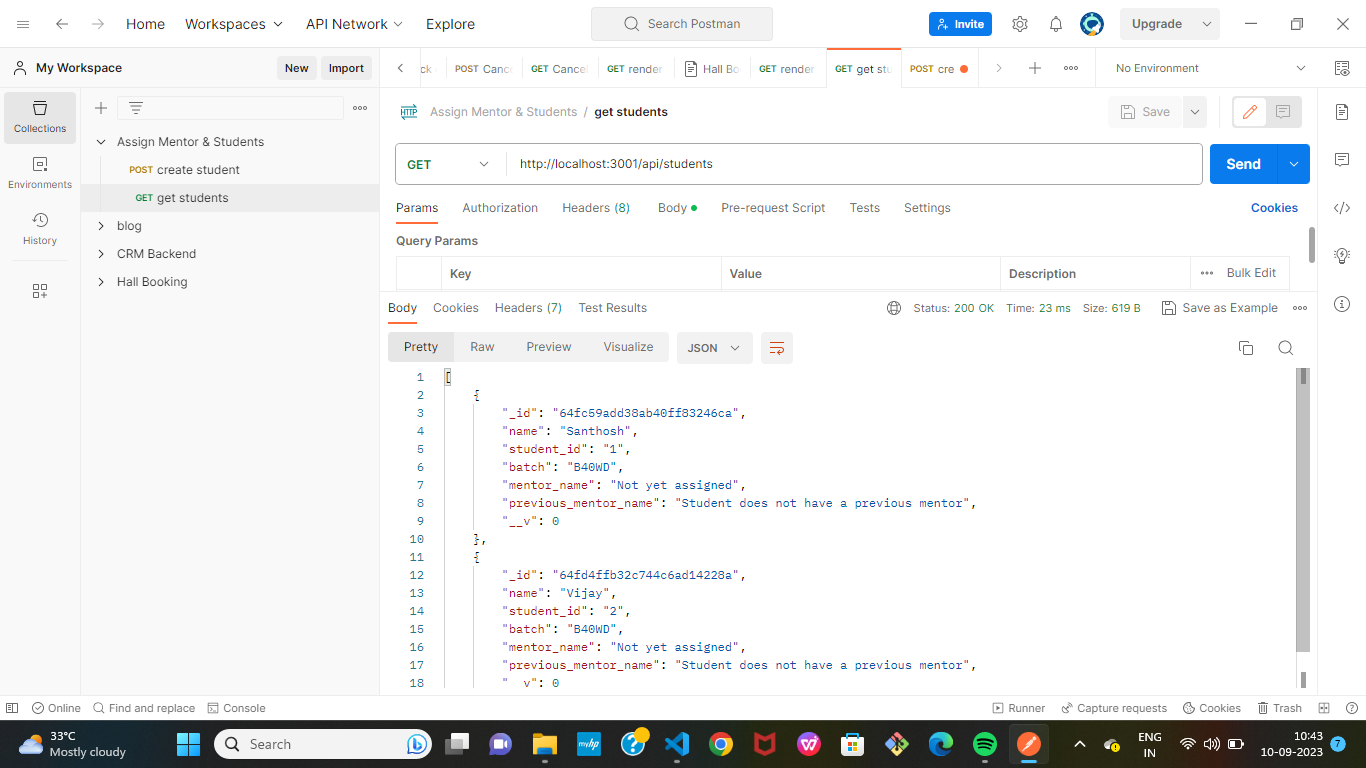 Home Workspaces API Network Explore Search Postman Invite Upgrade
My Workspace New Import POST Canc GET Cance GET render Hall Bo GET render GET get stu POST cre No Environment
Collections
Environments
History
Assign Mentor & Students
POST create student
GET get students
blog
CRM Backend
Hall Booking
HTTP Assign Mentor & Students / get students Save
GET http://localhost:3001/api/students Send
Params Authorization Headers (8) Body Pre-request Script Tests Settings Cookies
Query Params
Key Value Description Bulk Edit
Body Cookies Headers (7) Test Results Status: 200 OK Time: 23 ms Size: 619 B Save as Example
Pretty Raw Preview Visualize JSON
1 [
2 {
3 "_id": "64fc59add38ab40ff83246ca",
4 "name": "Santhosh",
5 "student_id": "1",
6 "batch": "B40WD",
7 "mentor_name": "Not yet assigned",
8 "previous_mentor_name": "Student does not have a previous mentor",
9 "__v": 0
10 },
11 {
12 "_id": "64fd4ffb32c744c6ad14228a",
13 "name": "Vijay",
14 "student_id": "2",
15 "batch": "B40WD",
16 "mentor_name": "Not yet assigned",
17 "previous_mentor_name": "Student does not have a previous mentor",
18 "__v": 0
Online Find and replace Console Runner Capture requests Cookies Trash
33°C
Mostly cloudy
Search
myhp
ENG
IN
10:43
10-09-2023
7